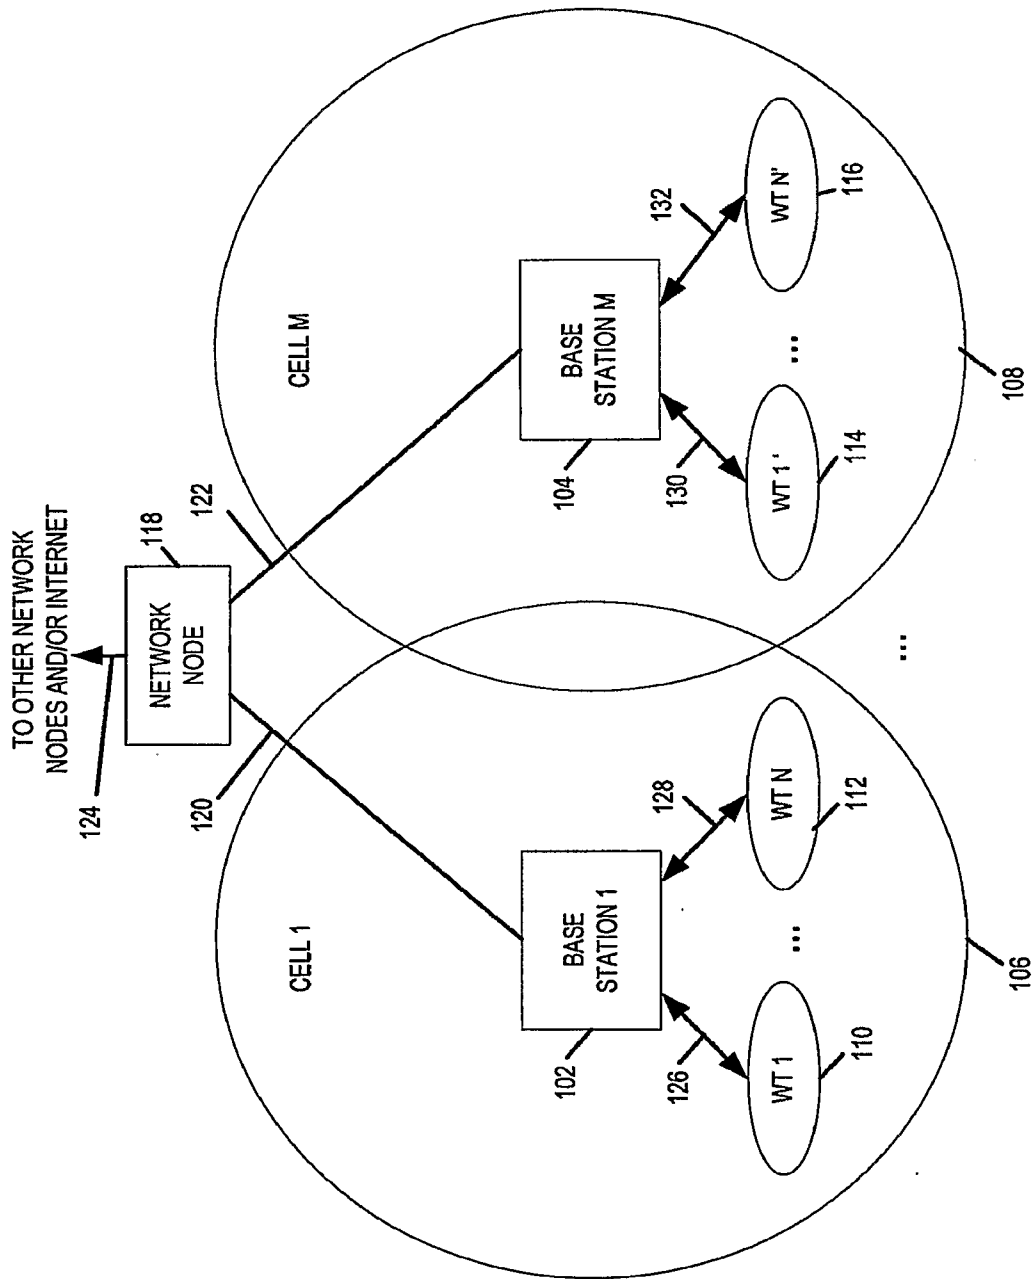 TO OTHER NETWORK
NODES AND/OR INTERNET
124
118
NETWORK
NODE
120
122
CELL 1
CELL M
BASE
STATION 1
102
BASE
STATION M
104
126
128
130
132
WT 1
110
...
WT N
112
WT 1'
114
...
WT N'
116
106
...
108